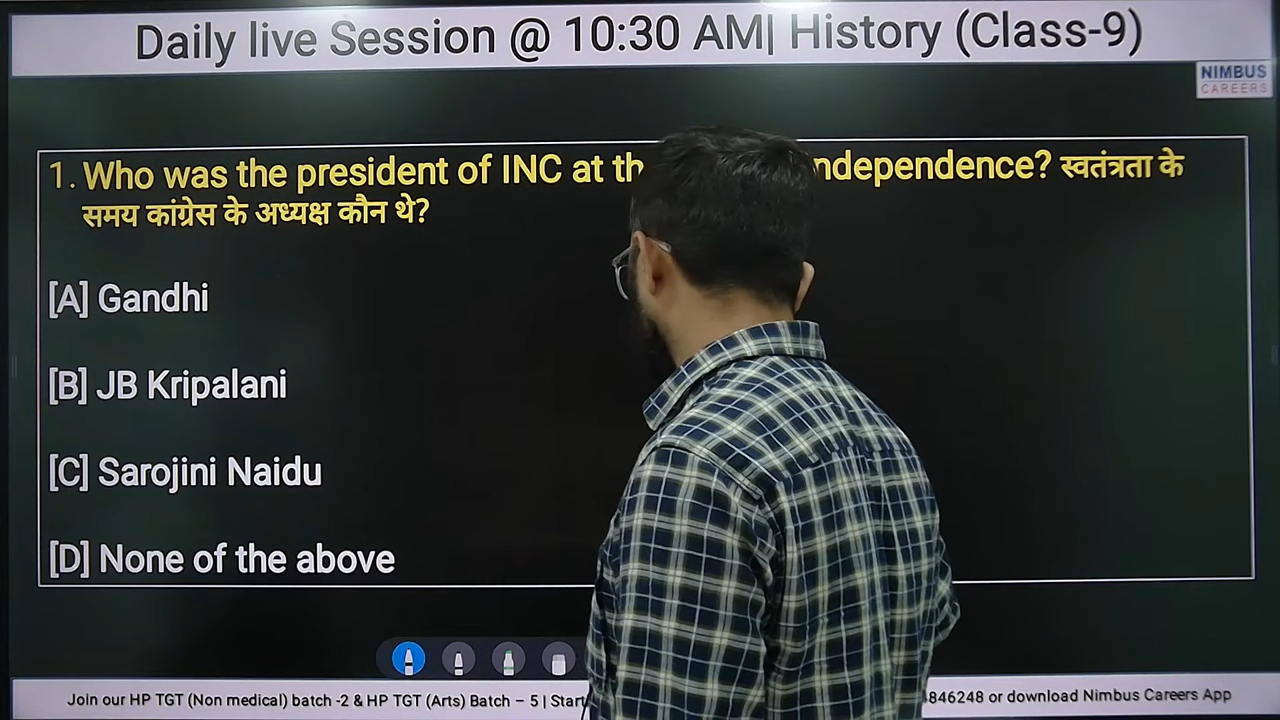 Daily live Session @ 10:30 AM| History (Class-9)
NIMBUS
CAREERS
1. Who was the president of INC at ndependence? स्वतंत्रता के
समय कांग्रेस के अध्यक्ष कौन थे?
[A] Gandhi
[B] JB Kripalani
[C] Sarojini Naidu
[D] None of the above
Join our HP TGT (Non medical) batch -2 & HP TGT (Arts) Batch – 5 | Start 846248 or download Nimbus Careers App